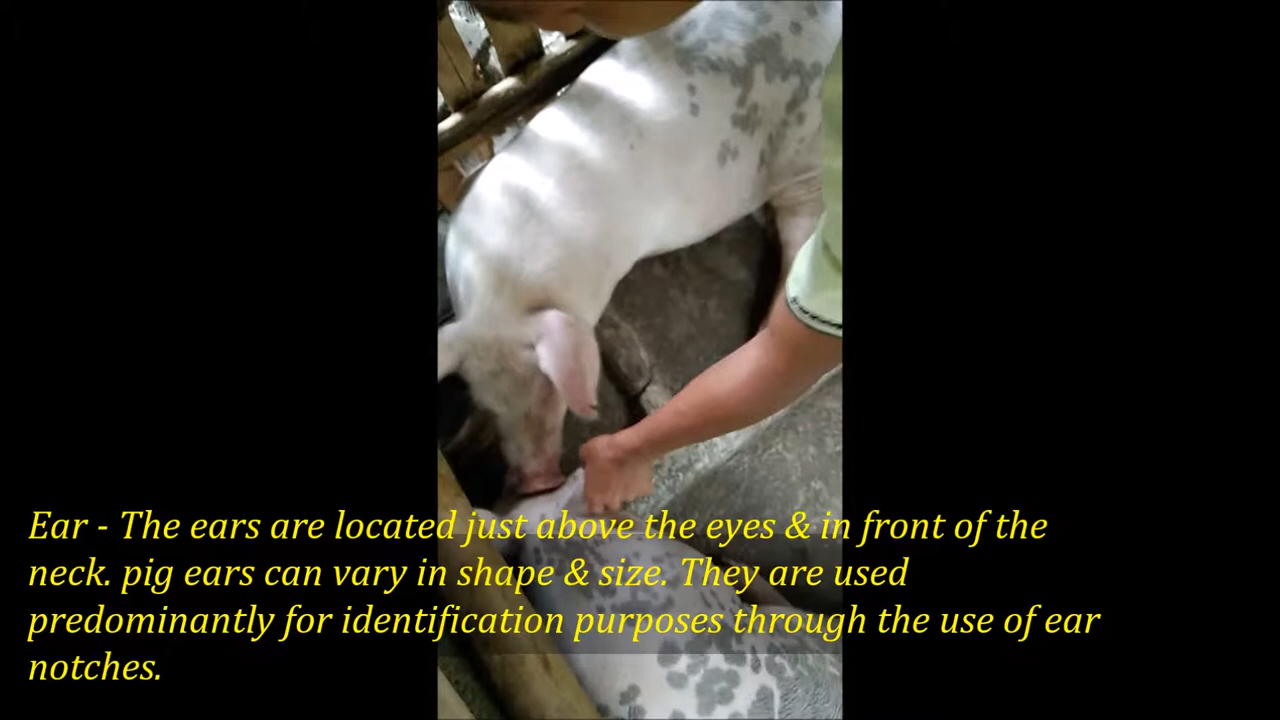 Ear - The ears are located just above the eyes & in front of the
neck. pig ears can vary in shape & size. They are used
predominantly for identification purposes through the use of ear
notches.